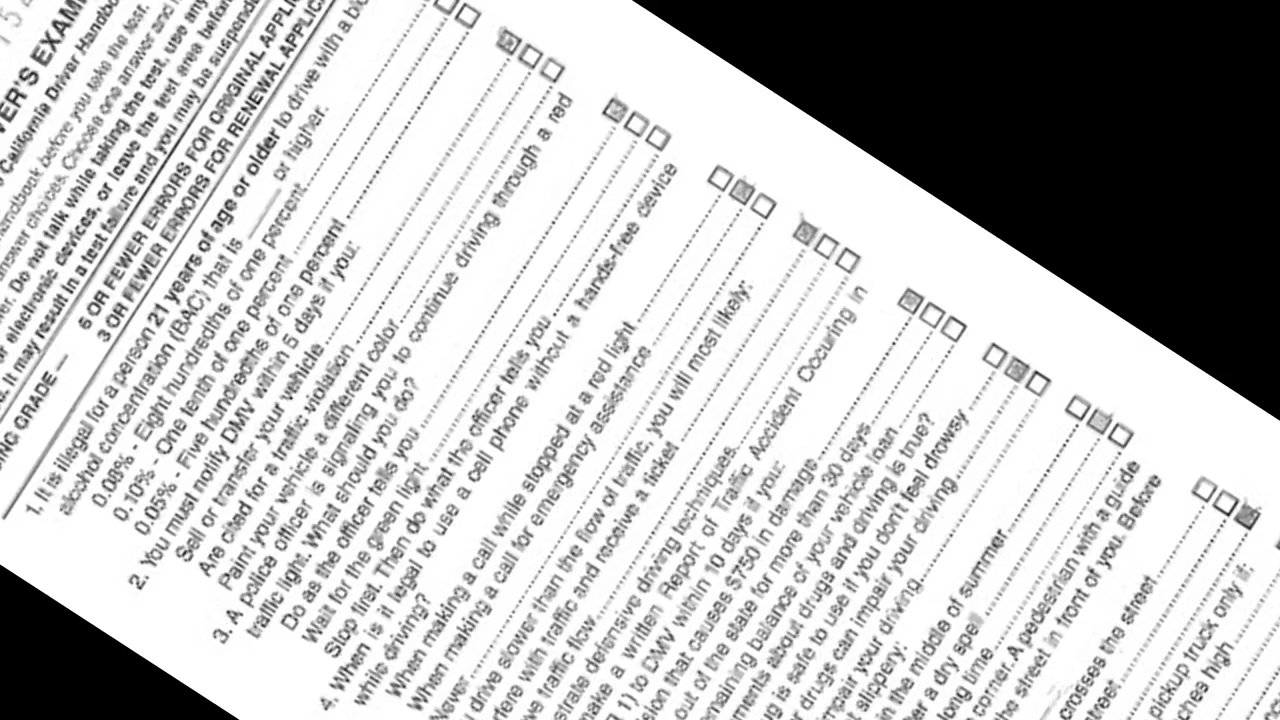 VER'S EXAM
California Driver Handbo
andbook before you take the test.
answer choices. Choose one answer and
er. Do not talk while taking the test, use any
or electronic devices, or leave the test area before
d. It may result in a test failure and you may be suspende
6 OR FEWER ERRORS FOR ORIGINAL APPLI
ING GRADE — 3 OR FEWER ERRORS FOR RENEWAL APPLIC
1. It is illegal for a person 21 years of age or older to drive with a blo
alcohol concentration (BAC) that is ____ or higher.
0.08% - Eight hundredths of one percent
0.10% - One tenth of one percent
0.05% - Five hundredths of one percent
2. You must notify DMV within 5 days if you:
Sell or transfer your vehicle
Are cited for a traffic violation
Paint your vehicle a different color
3. A police officer is signaling you to continue driving through a red
traffic light. What should you do?
Do as the officer tells you
Wait for the green light
Stop first. Then do what the officer tells you
4. When is it legal to use a cell phone without a hands-free device
while driving?
When making a call while stopped at a red light
When making a call for emergency assistance
Never
drive slower than the flow of traffic, you will most likely:
fere with traffic and receive a ticket
ve traffic flow
strate defensive driving techniques
ake a written Report of Traffic Accident Occuring in
1) to DMV within 10 days if you:
sion that causes $750 in damage
out of the state for more than 30 days
emaining balance of your vehicle loan
ments about drugs and driving is true?
g is safe to use if you don't feel drowsy
r drugs can impair your driving
mpair your driving
t slippery:
in the middle of summer
r a dry spell
long time
corner. A pedestrian with a guide
the street in front of you. Before
crosses the street
reet
pickup truck only if:
ches high